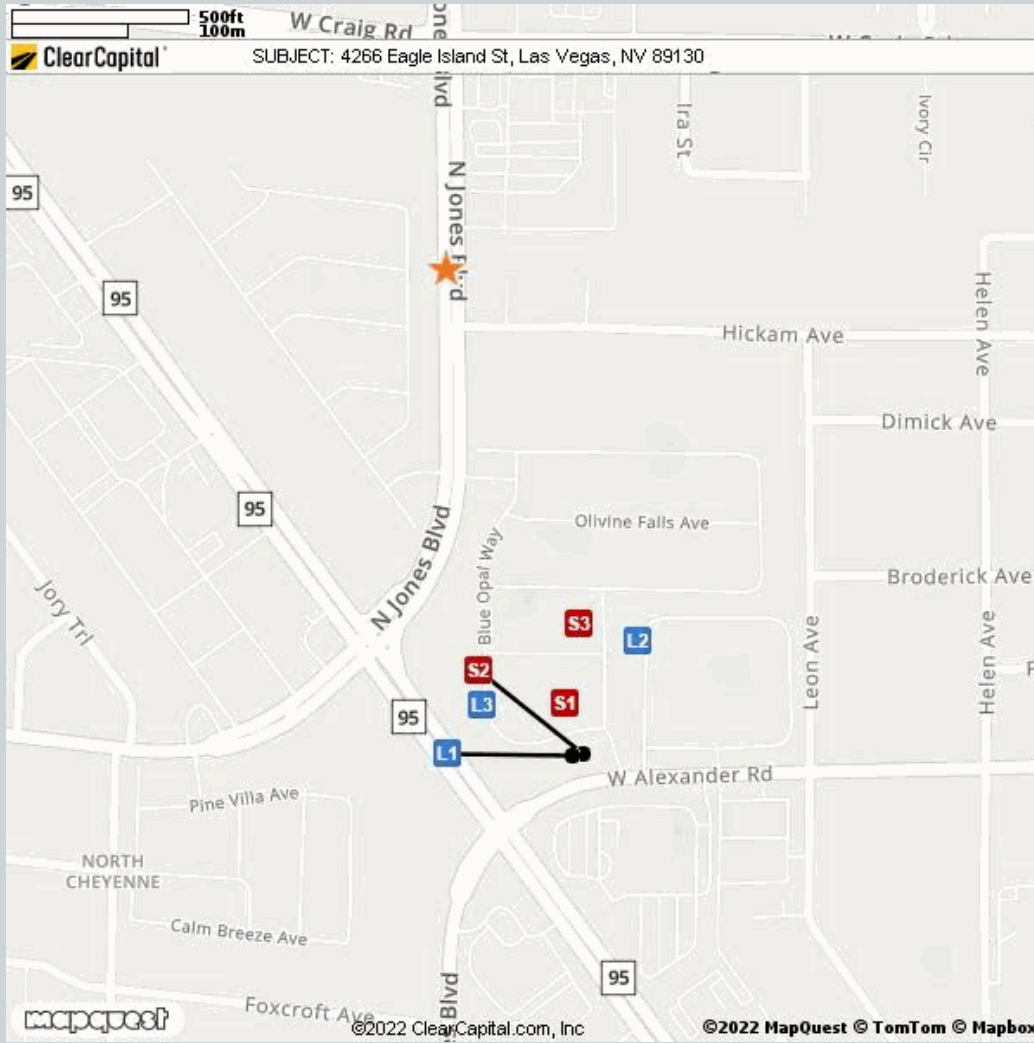 500ft
100m
W Craig Rd
ClearCapital
SUBJECT: 4266 Eagle Island St, Las Vegas, NV 89130
Blvd
Ira St
Ivory Cir
95
N Jones Blvd
95
Helen Ave
Hickam Ave
Dimick Ave
95
Olivine Falls Ave
N Jones Blvd
Blue Opal Way
Broderick Ave
Jory Trl
S3
L2
Leon Ave
Helen Ave
S2
L3
S1
95
L1
W Alexander Rd
Pine Villa Ave
NORTH
CHEYENNE
Calm Breeze Ave
95
Foxcroft Ave
Blvd
mapquest
©2022 ClearCapital.com, Inc
©2022 MapQuest © TomTom © Mapbox